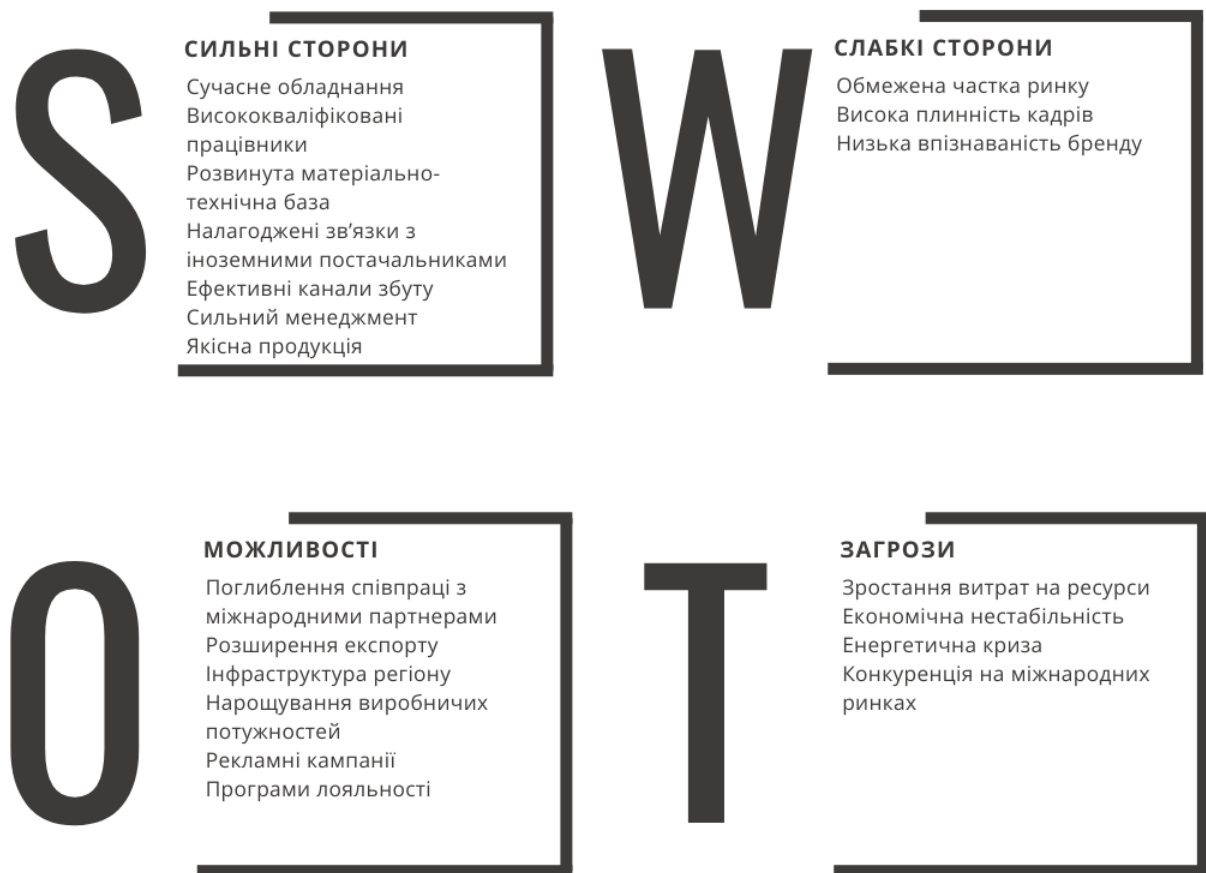 S
СИЛЬНІ СТОРОНИ
Сучасне обладнання
Висококваліфіковані
працівники
Розвинута матеріально-
технічна база
Налагоджені зв’язки з
іноземними постачальниками
Ефективні канали збуту
Сильний менеджмент
Якісна продукція
W
СЛАБКІ СТОРОНИ
Обмежена частка ринку
Висока плинність кадрів
Низька впізнаваність бренду
O
МОЖЛИВОСТІ
Поглиблення співпраці з
міжнародними партнерами
Розширення експорту
Інфраструктура регіону
Нарощування виробничих
потужностей
Рекламні кампанії
Програми лояльності
T
ЗАГРОЗИ
Зростання витрат на ресурси
Економічна нестабільність
Енергетична криза
Конкуренція на міжнародних
ринках